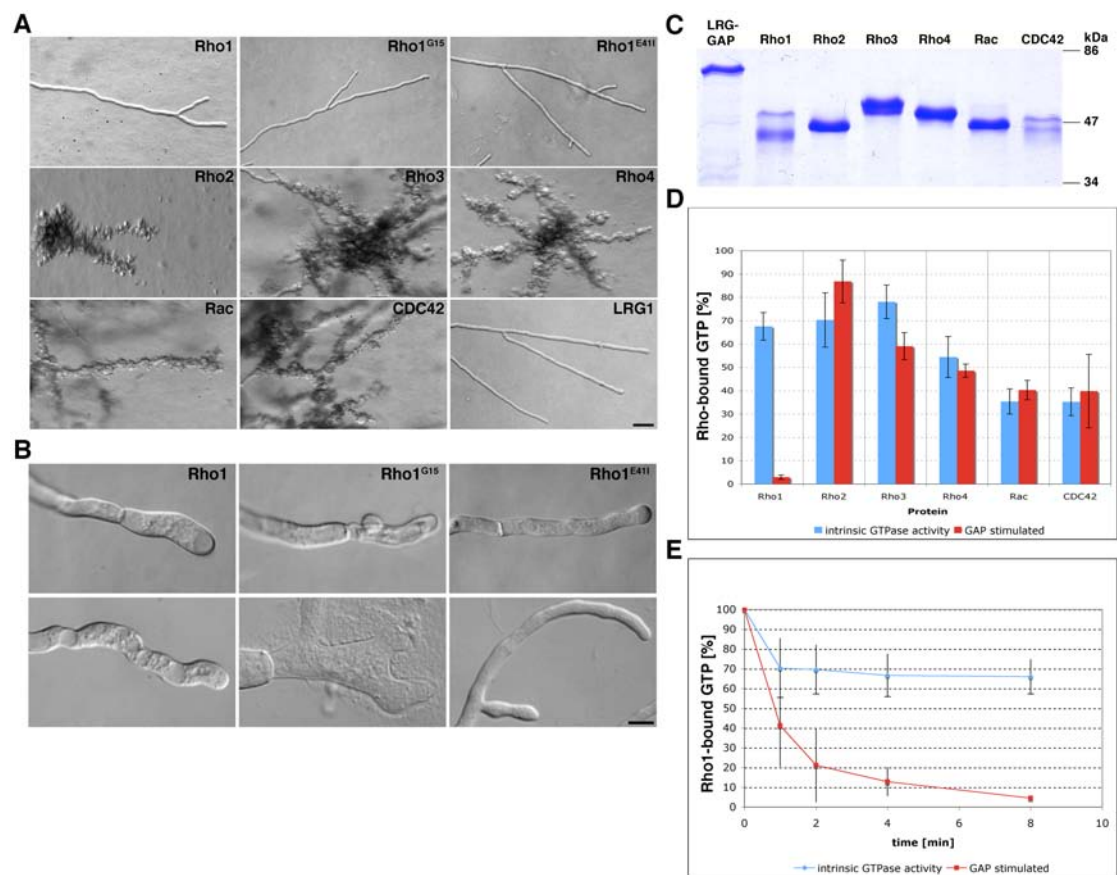 A
Rho1
Rho1G15
Rho1E41I
Rho2
Rho3
Rho4
Rac
CDC42
LRG1
B
Rho1
Rho1G15
Rho1E41I
C
LRG-
GAP
Rho1
Rho2
Rho3
Rho4
Rac
CDC42
kDa
86
47
34
D
Rho-bound GTP [%]
100
90
80
70
60
50
40
30
20
10
0
Rho1
Rho2
Rho3
Rho4
Rac
CDC42
Protein
intrinsic GTPase activity
GAP stimulated
E
Rho1-bound GTP [%]
100
90
80
70
60
50
40
30
20
10
0
0
2
4
6
8
10
time [min]
intrinsic GTPase activity
GAP stimulated